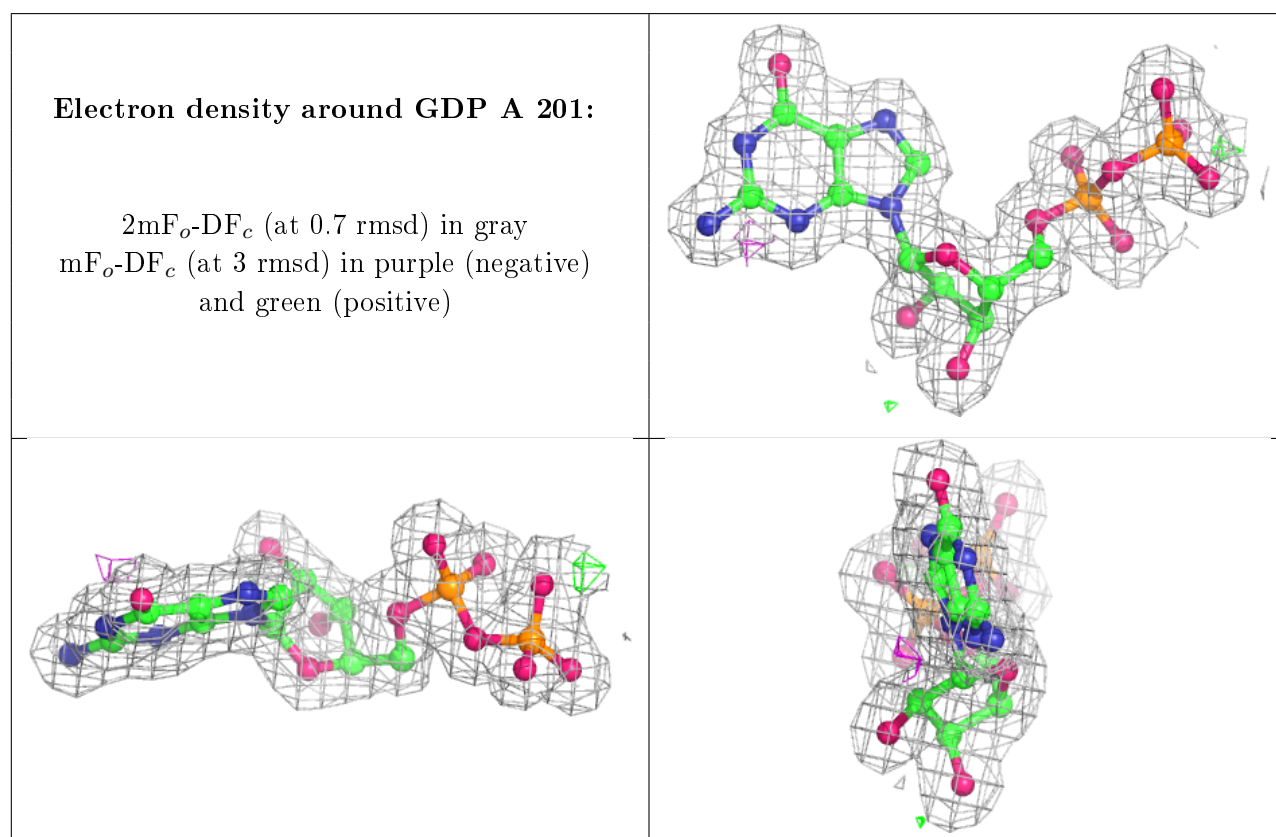 Electron density around GDP A 201:
2mFo-DFc (at 0.7 rmsd) in gray
mFo-DFc (at 3 rmsd) in purple (negative)
and green (positive)